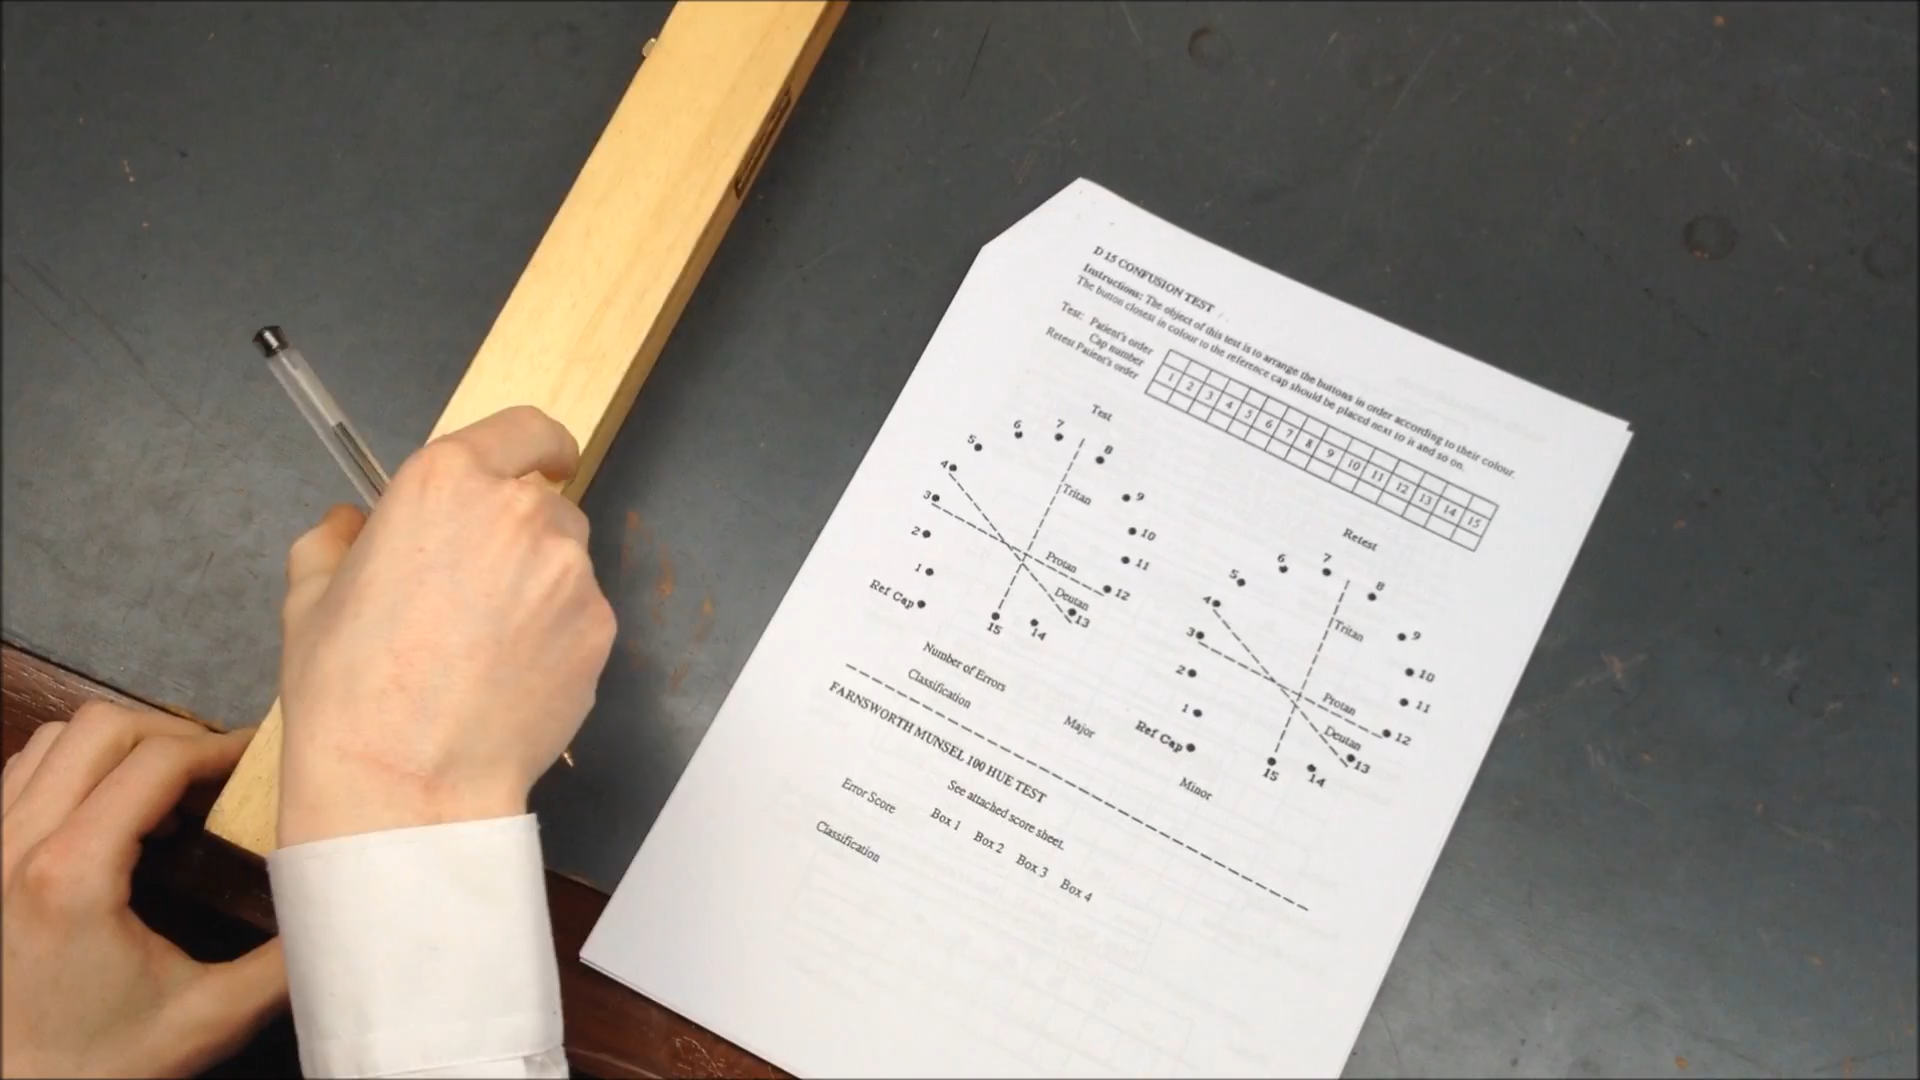 D 15 CONFUSION TEST
Instructions: The object of this test is to arrange the buttons in order according to their colour.
The button closest in colour to the reference cap should be placed next to it and so on.
Test: Patient's order
Cap number 1 2 3 4 5 6 7 8 9 10 11 12 13 14 15
Retest Patient's order
Test
7
6
8
5
4
9
Tritan
3
10
2
Protan
11
1
12
Deutan
Ref Cap
13
15
14
Retest
7
6
8
5
4
9
Tritan
3
10
2
Protan
11
1
12
Deutan
Ref Cap
13
15
14
Number of Errors
Classification
Major
Minor
FARNSWORTH MUNSEL 100 HUE TEST
See attached score sheet.
Error Score Box 1 Box 2 Box 3 Box 4
Classification